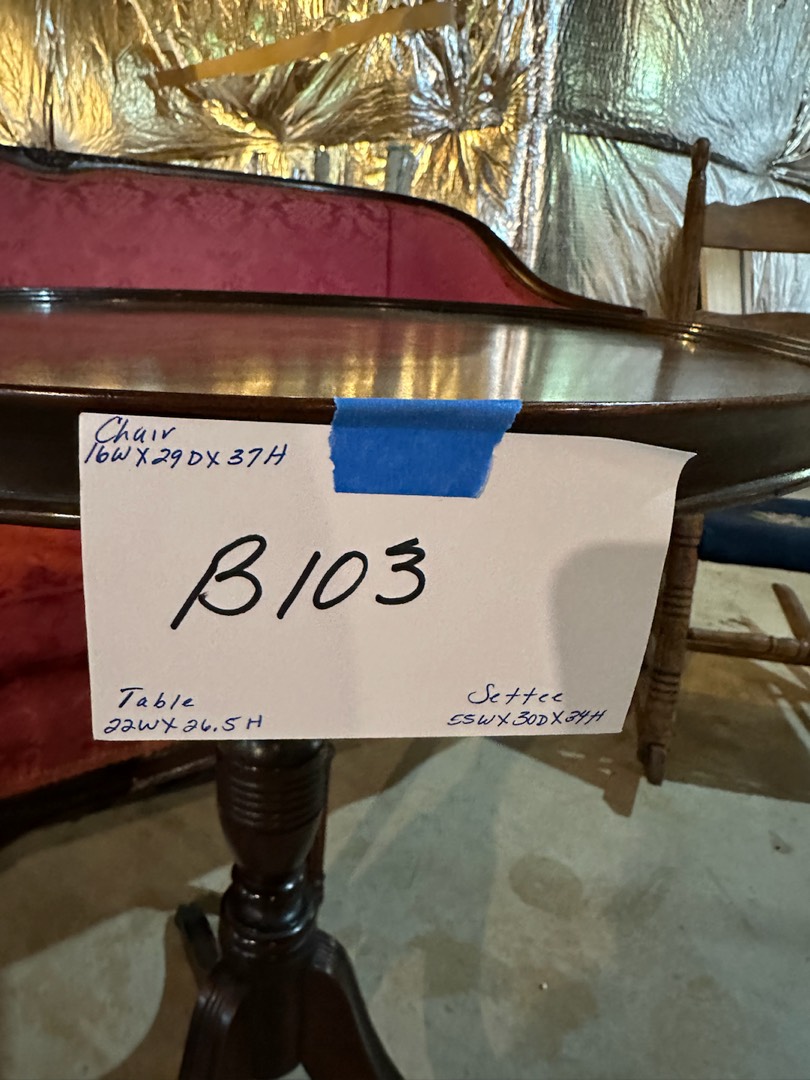 Chair
16W X 29D X 37H
B103
Table
22W X 26.5H
Settee
55W X 30D X 34H